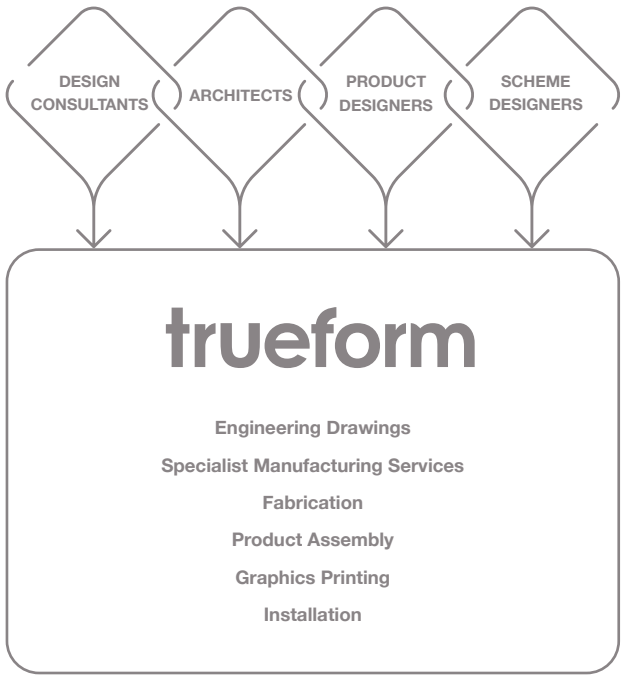 DESIGN
CONSULTANTS
ARCHITECTS
PRODUCT
DESIGNERS
SCHEME
DESIGNERS
trueform
Engineering Drawings
Specialist Manufacturing Services
Fabrication
Product Assembly
Graphics Printing
Installation